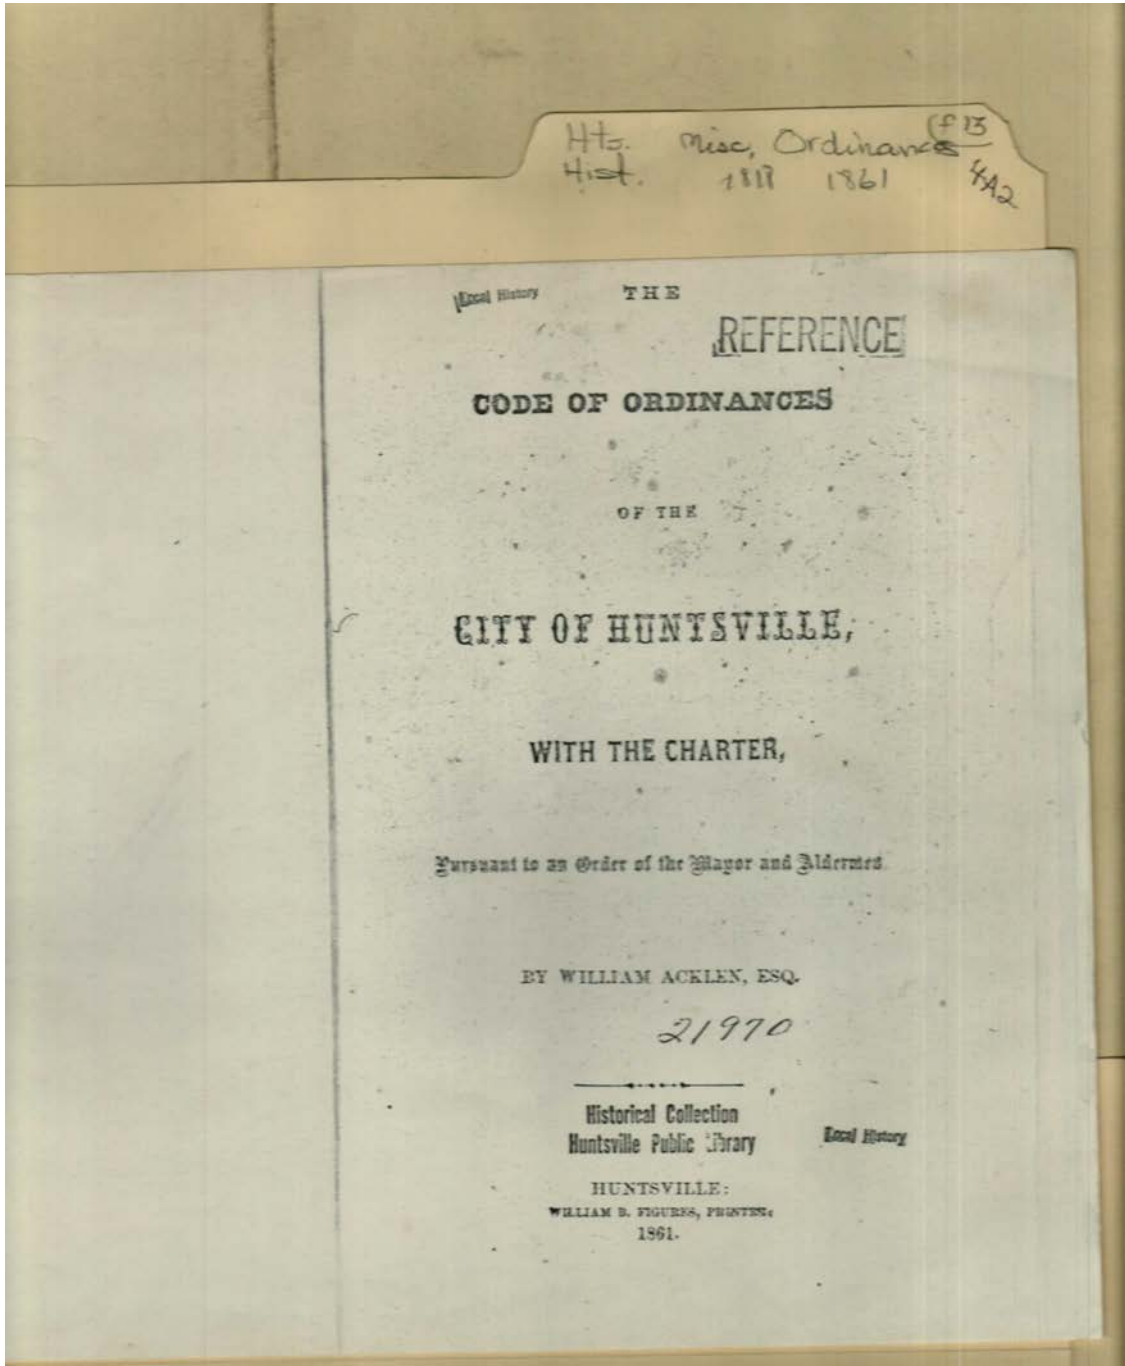 Hts. Misc, Ordinances f 13
Hist. 1861 4A2
Local History THE
REFERENCE
CODE OF ORDINANCES
OF THE
CITY OF HUNTSVILLE,
WITH THE CHARTER,
Pursuant to an Order of the Mayor and Aldermen
BY WILLIAM ACKLEN, ESQ.
21970
Historical Collection
Huntsville Public Library
Local History
HUNTSVILLE:
WILLIAM B. FIGURES, PRINTER:
1861.